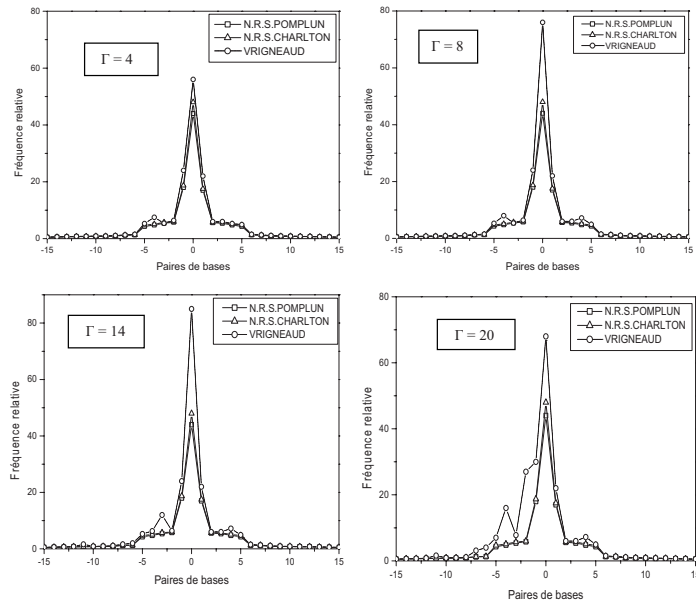 N.R.S.POMPLUN
N.R.S.CHARLTON
VRIGNEAUD
Γ = 4
Fréquence relative
80
60
40
20
0
-15 -10 -5 0 5 10 15
Paires de bases
N.R.S.POMPLUN
N.R.S.CHARLTON
VRIGNEAUD
Γ = 8
Fréquence relative
80
60
40
20
0
-15 -10 -5 0 5 10 15
Paires de bases
N.R.S.POMPLUN
N.R.S.CHARLTON
VRIGNEAUD
Γ = 14
Fréquence relative
80
60
40
20
0
-15 -10 -5 0 5 10 15
Paires de bases
N.R.S.POMPLUN
N.R.S.CHARLTON
VRIGNEAUD
Γ = 20
Fréquence relative
80
60
40
20
0
-15 -10 -5 0 5 10 15
Paires de bases